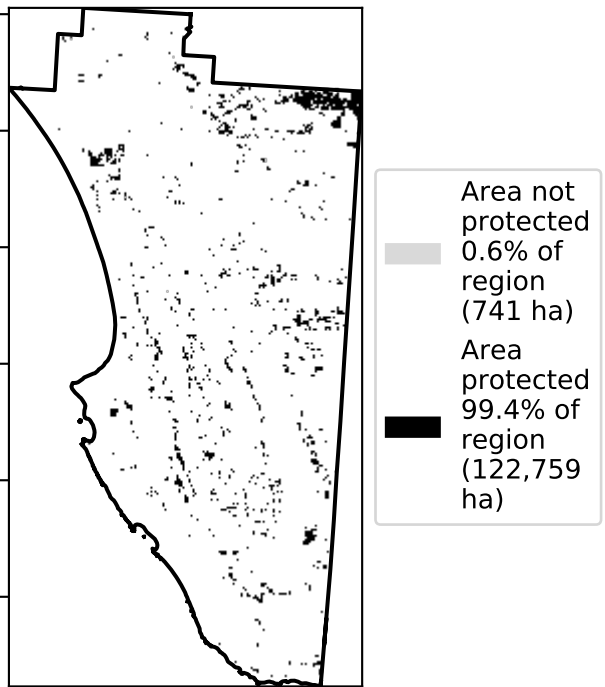 Area not
protected
0.6% of
region
(741 ha)
Area
protected
99.4% of
region
(122,759
ha)